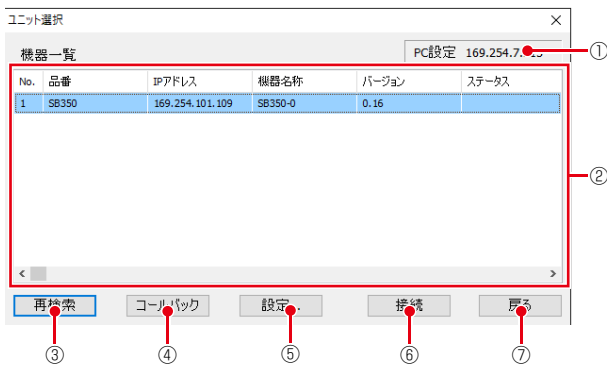 ユニット選択
機器一覧
PC設定 169.254.7.
①
No. 品番 IPアドレス 機器名称 バージョン ステータス
1 SB350 169.254.101.109 SB350-0 0.16
②
再検索 コールバック 設定... 接続 戻る
③ ④ ⑤ ⑥ ⑦